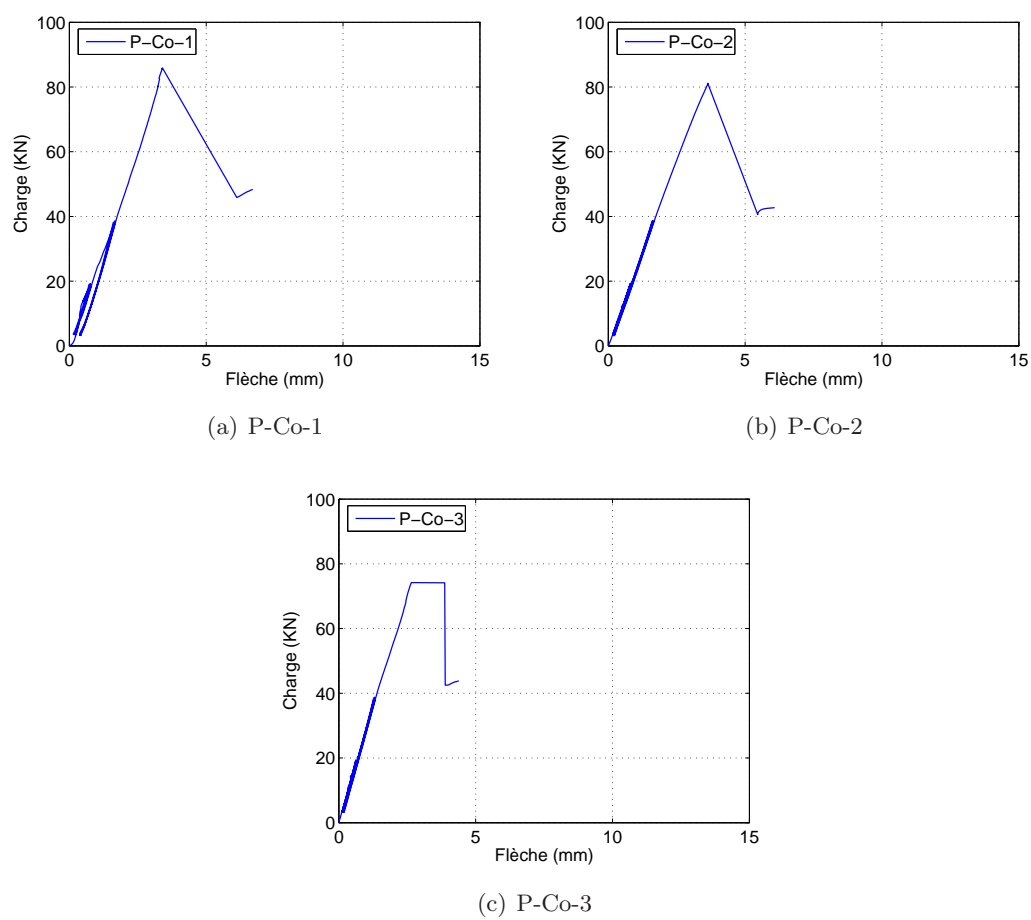 100
80
60
40
20
0
P−Co−1
Charge (KN)
0 5 10 15
Flèche (mm)
(a) P-Co-1
100
80
60
40
20
0
P−Co−2
Charge (KN)
0 5 10 15
Flèche (mm)
(b) P-Co-2
100
80
60
40
20
0
P−Co−3
Charge (KN)
0 5 10 15
Flèche (mm)
(c) P-Co-3